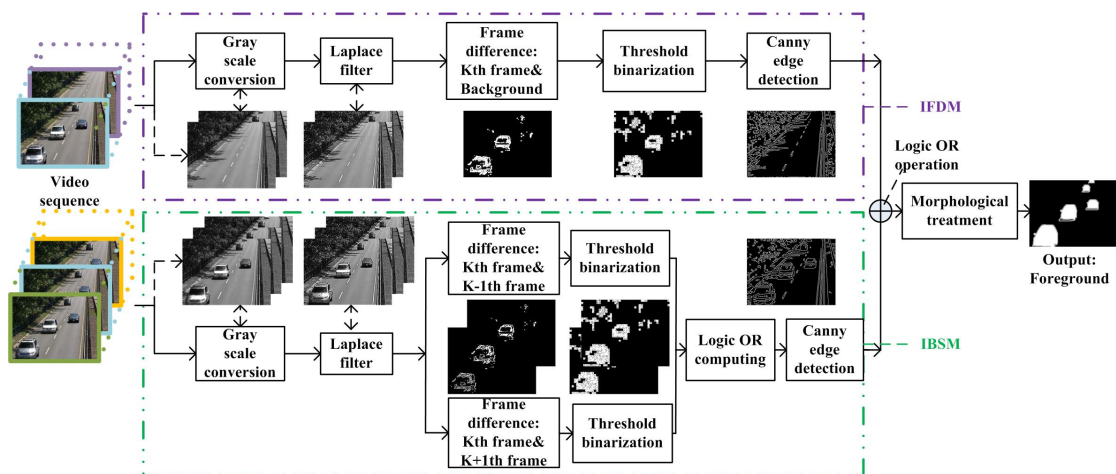 Gray
scale
conversion
Laplace
filter
Frame
difference:
Kth frame&
Background
Threshold
binarization
Canny
edge
detection
IFDM
Video
sequence
Logic OR
operation
Morphological
treatment
Output:
Foreground
Frame
difference:
Kth frame&
K-1th frame
Threshold
binarization
Gray
scale
conversion
Laplace
filter
Logic OR
computing
Canny
edge
detection
IBSM
Frame
difference:
Kth frame&
K+1th frame
Threshold
binarization